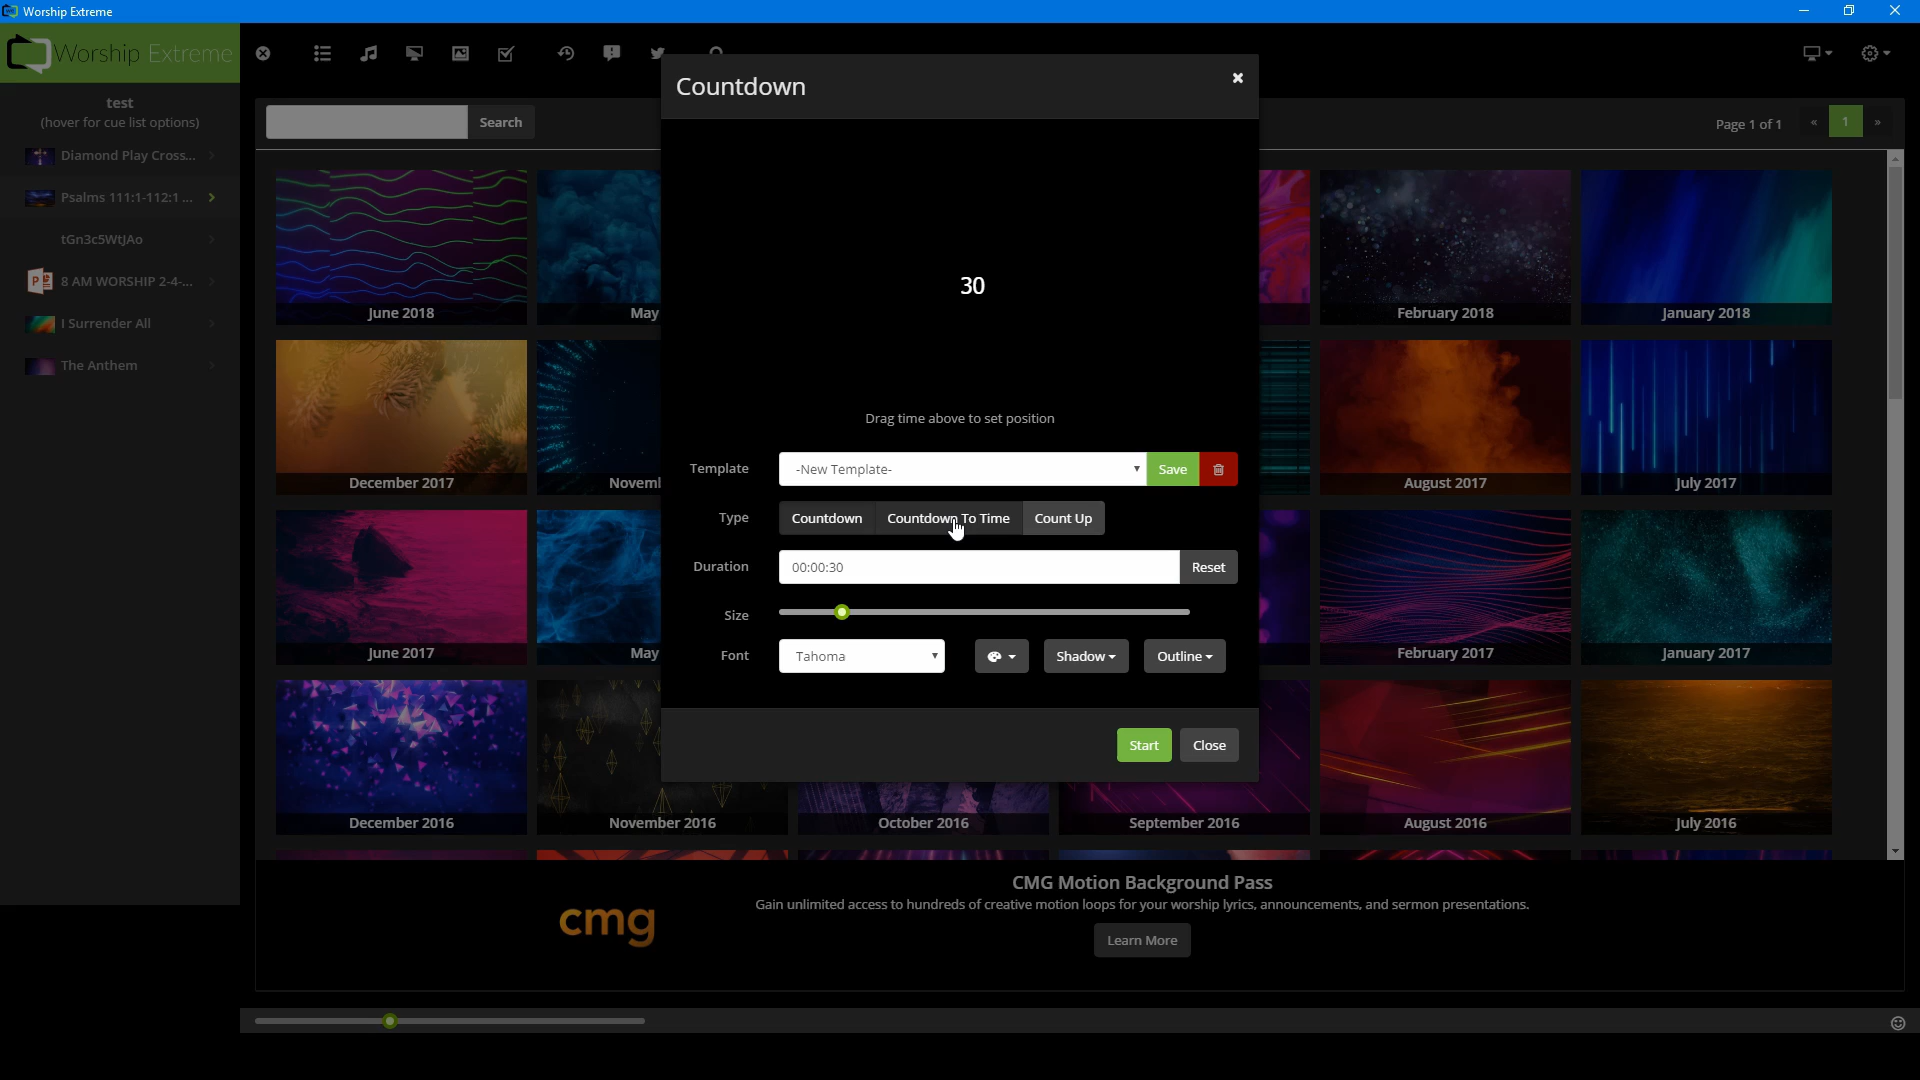 Worship Extreme
Worship Extreme
test
(hover for cue list options)
Diamond Play Cross...
Psalms 111:1-112:1 ...
tGn3c5WtJAo
8 AM WORSHIP 2-4-...
I Surrender All
The Anthem
Search
Page 1 of 1
«
1
»
Countdown
30
Drag time above to set position
Template
-New Template-
Save
Type
Countdown
Countdown To Time
Count Up
Duration
00:00:30
Reset
Size
Font
Tahoma
Shadow
Outline
Start
Close
June 2018
May
February 2018
January 2018
December 2017
Novem
August 2017
July 2017
June 2017
May
February 2017
January 2017
December 2016
November 2016
October 2016
September 2016
August 2016
July 2016
cmg
CMG Motion Background Pass
Gain unlimited access to hundreds of creative motion loops for your worship lyrics, announcements, and sermon presentations.
Learn More